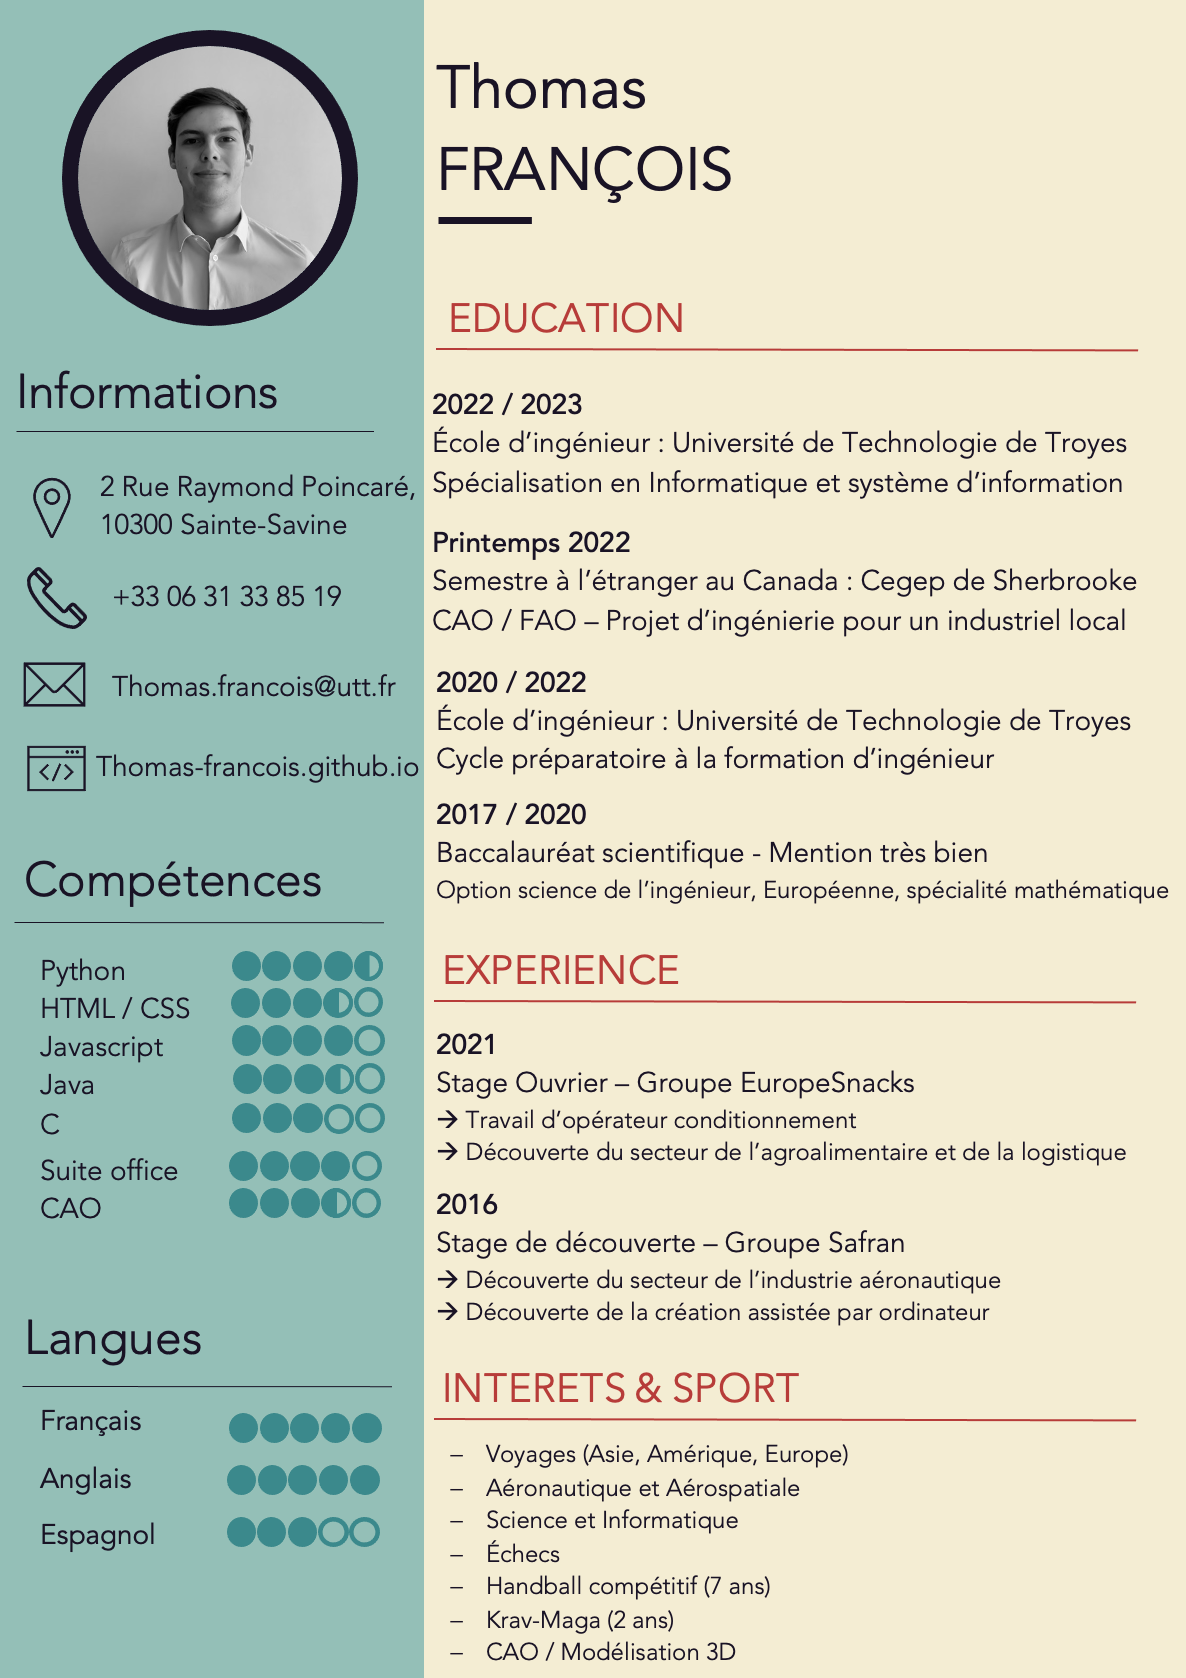 Thomas
FRANÇOIS
Informations
2 Rue Raymond Poincaré,
10300 Sainte-Savine
+33 06 31 33 85 19
Thomas.francois@utt.fr
Thomas-francois.github.io
Compétences
Python
HTML / CSS
Javascript
Java
C
Suite office
CAO
Langues
Français
Anglais
Espagnol
EDUCATION
2022 / 2023
École d’ingénieur : Université de Technologie de Troyes
Spécialisation en Informatique et système d’information
Printemps 2022
Semestre à l’étranger au Canada : Cegep de Sherbrooke
CAO / FAO – Projet d’ingénierie pour un industriel local
2020 / 2022
École d’ingénieur : Université de Technologie de Troyes
Cycle préparatoire à la formation d’ingénieur
2017 / 2020
Baccalauréat scientifique - Mention très bien
Option science de l’ingénieur, Européenne, spécialité mathématique
EXPERIENCE
2021
Stage Ouvrier – Groupe EuropeSnacks
→ Travail d’opérateur conditionnement
→ Découverte du secteur de l’agroalimentaire et de la logistique
2016
Stage de découverte – Groupe Safran
→ Découverte du secteur de l’industrie aéronautique
→ Découverte de la création assistée par ordinateur
INTERETS & SPORT
– Voyages (Asie, Amérique, Europe)
– Aéronautique et Aérospatiale
– Science et Informatique
– Échecs
– Handball compétitif (7 ans)
– Krav-Maga (2 ans)
– CAO / Modélisation 3D